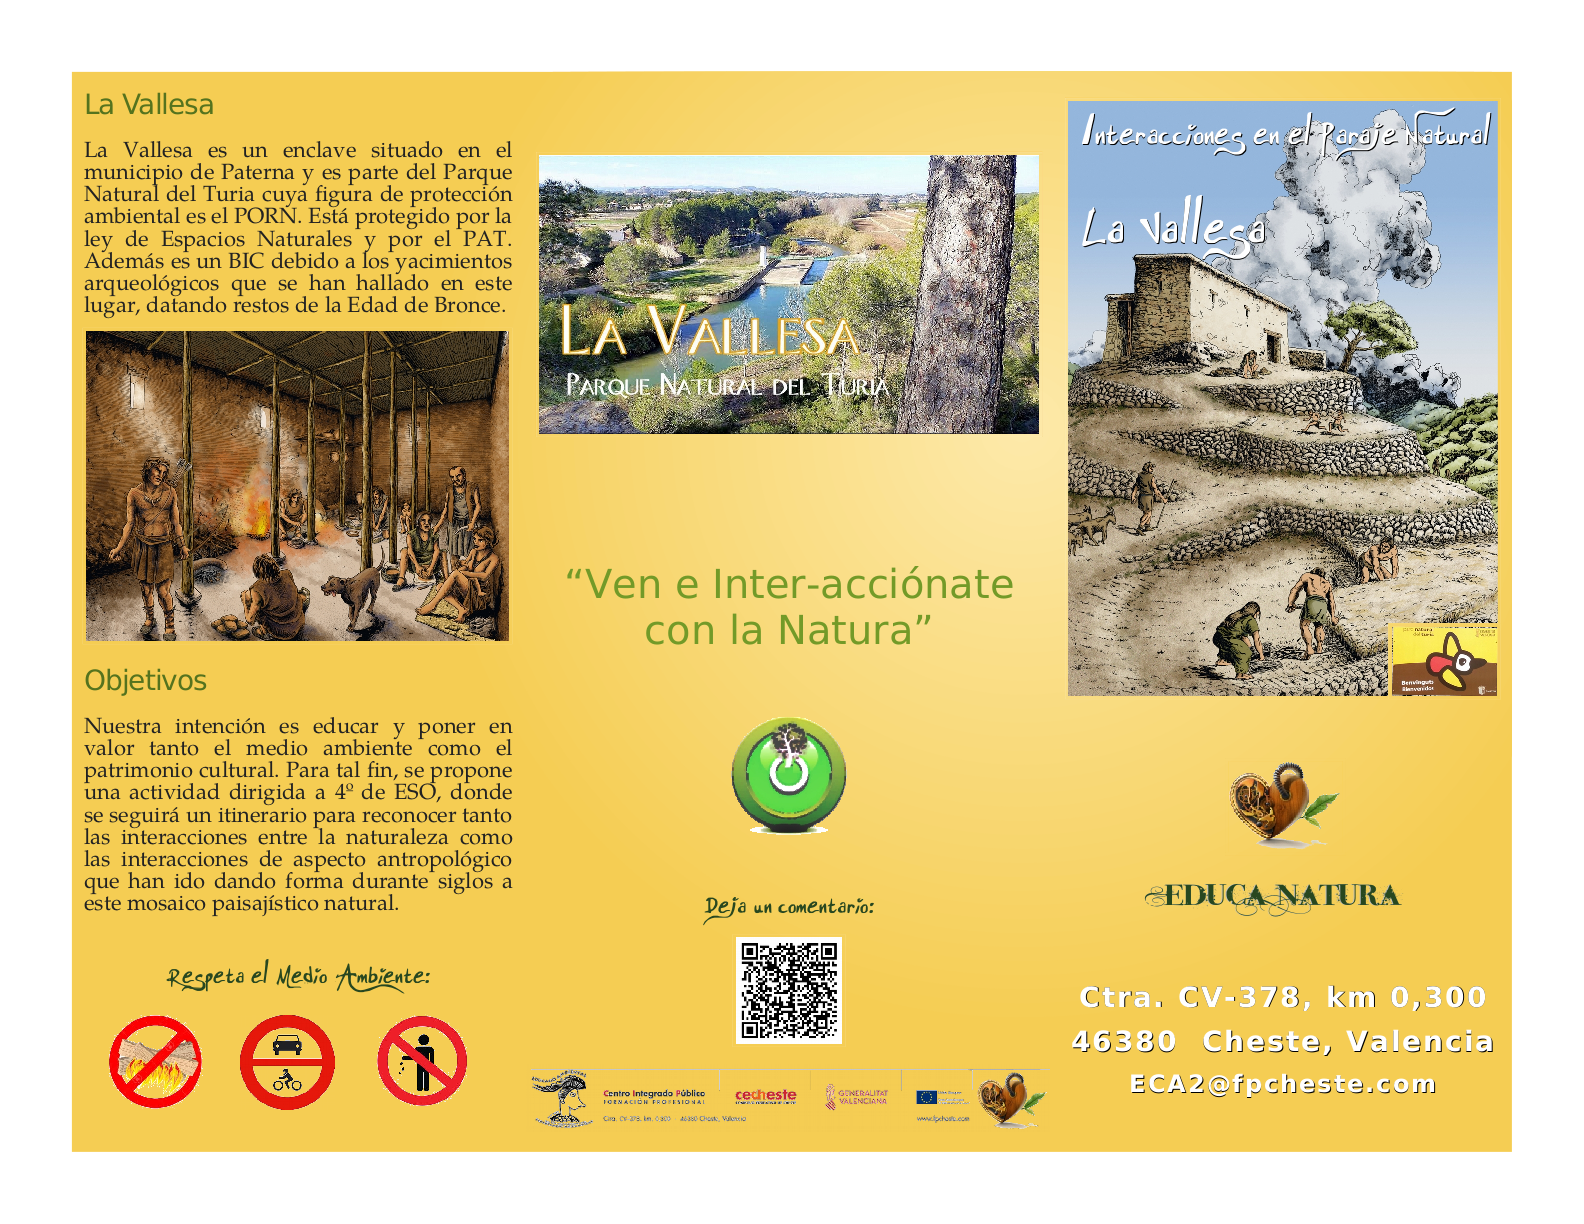 La Vallesa
La Vallesa es un enclave situado en el
municipio de Paterna y es parte del Parque
Natural del Turia cuya figura de protección
ambiental es el PORN. Está protegido por la
ley de Espacios Naturales y por el PAT.
Además es un BIC debido a los yacimientos
arqueológicos que se han hallado en este
lugar, datando restos de la Edad de Bronce.
Objetivos
Nuestra intención es educar y poner en
valor tanto el medio ambiente como el
patrimonio cultural. Para tal fin, se propone
una actividad dirigida a 4º de ESO, donde
se seguirá un itinerario para reconocer tanto
las interacciones entre la naturaleza como
las interacciones de aspecto antropológico
que han ido dando forma durante siglos a
este mosaico paisajístico natural.
Respeta el Medio Ambiente:
La Vallesa
Parque Natural del Turia
“Ven e Inter-acciónate
con la Natura”
Deja un comentario:
Centro Integrado Público
FORMACIÓN PROFESIONAL
Ctra. CV-378, km. 0,300 - 46380 Cheste, Valencia
cecheste
GENERALITAT
VALENCIANA
www.fpcheste.com
Interacciones en el Paraje Natural
La Vallesa
Benvinguts
Bienvenidos
EDUCA NATURA
Ctra. CV-378, km 0,300
46380 Cheste, Valencia
ECA2@fpcheste.com